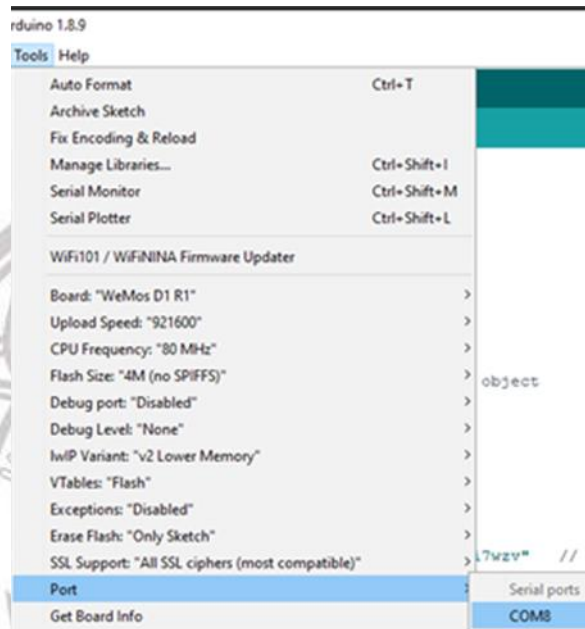 rduino 1.8.9
Tools Help
Auto Format Ctrl+T
Archive Sketch
Fix Encoding & Reload
Manage Libraries... Ctrl+Shift+I
Serial Monitor Ctrl+Shift+M
Serial Plotter Ctrl+Shift+L
WiFi101 / WiFiNINA Firmware Updater
Board: "WeMos D1 R1"
Upload Speed: "921600"
CPU Frequency: "80 MHz"
Flash Size: "4M (no SPIFFS)"
object
Debug port: "Disabled"
Debug Level: "None"
lwIP Variant: "v2 Lower Memory"
VTables: "Flash"
Exceptions: "Disabled"
Erase Flash: "Only Sketch"
SSL Support: "All SSL ciphers (most compatible)" 17wzv" //
Port Serial ports
Get Board Info COM8